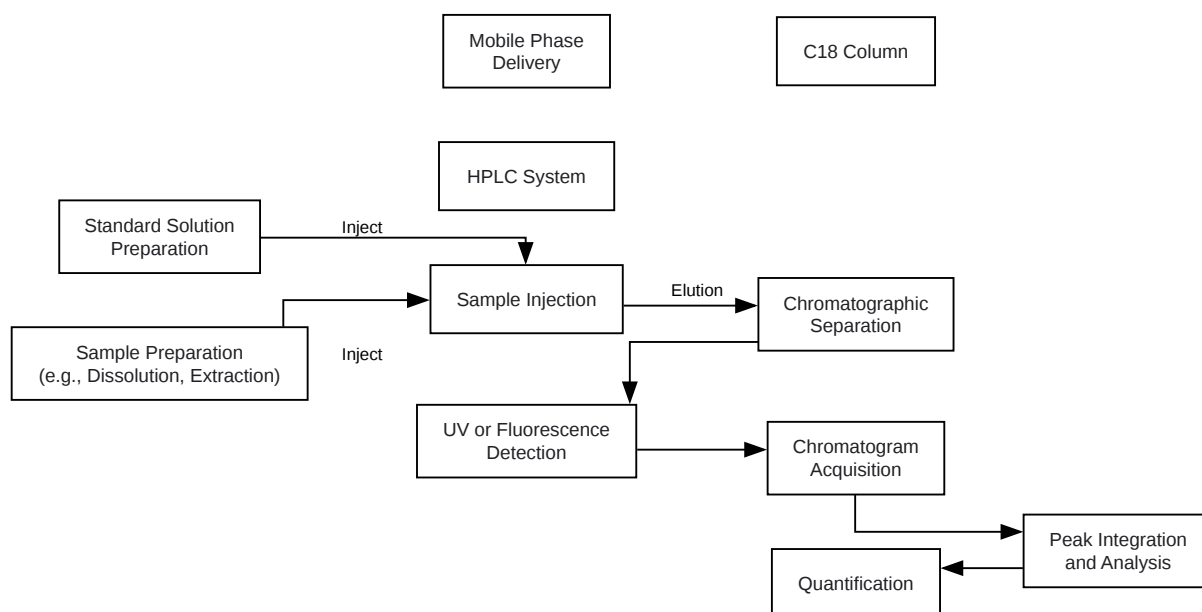 Mobile Phase
Delivery
C18 Column
HPLC System
Standard Solution
Preparation
Inject
Sample Injection
Elution
Chromatographic
Separation
Sample Preparation
(e.g., Dissolution, Extraction)
Inject
UV or Fluorescence
Detection
Chromatogram
Acquisition
Peak Integration
and Analysis
Quantification